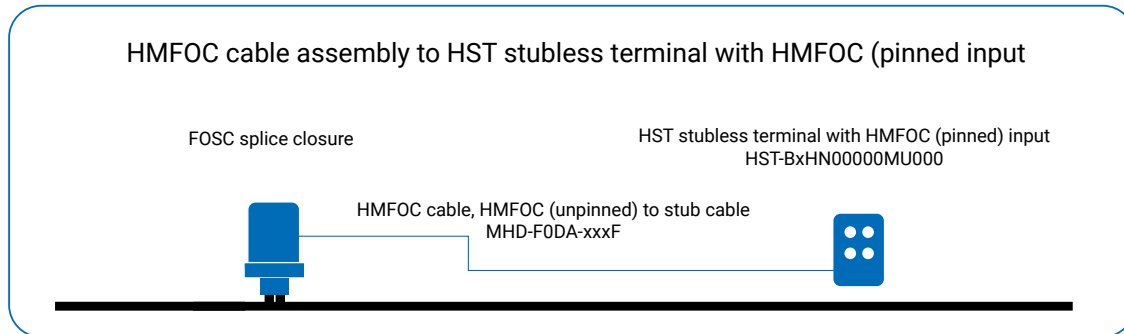 HMFOC cable assembly to HST stubless terminal with HMFOC (pinned input
FOSC splice closure
HST stubless terminal with HMFOC (pinned) input
HST-BxHN00000MU000
HMFOC cable, HMFOC (unpinned) to stub cable
MHD-F0DA-xxxF